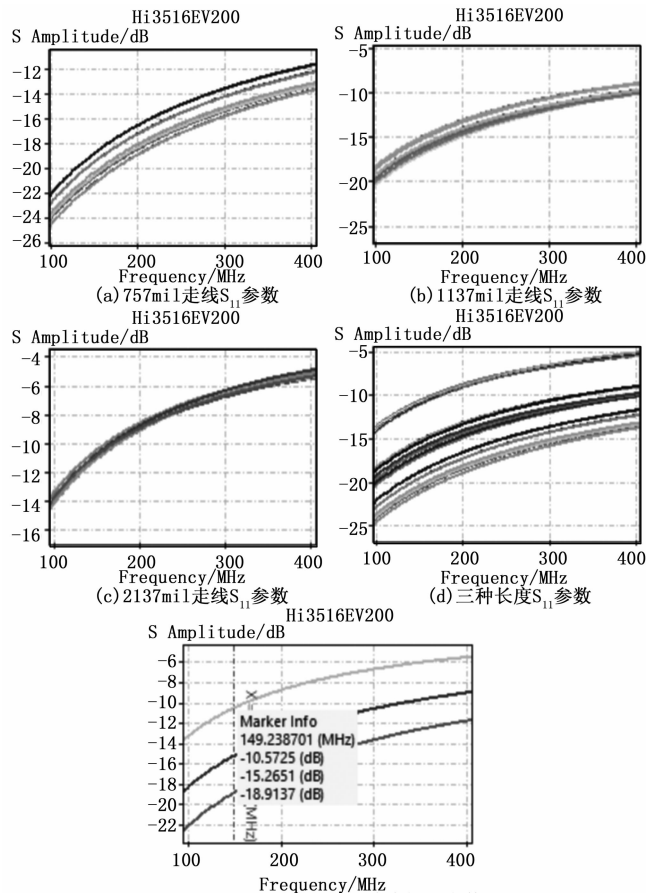 Hi3516EV200
S Amplitude/dB
-12
-14
-16
-18
-20
-22
-24
-26
100 200 300 400
Frequency/MHz
(a)757mil走线S₁₁参数
Hi3516EV200
S Amplitude/dB
-5
-10
-15
-20
-25
100 200 300 400
Frequency/MHz
(b)1137mil走线S₁₁参数
Hi3516EV200
S Amplitude/dB
-4
-6
-8
-10
-12
-14
-16
100 200 300 400
Frequency/MHz
(c)2137mil走线S₁₁参数
Hi3516EV200
S Amplitude/dB
-5
-10
-15
-20
-25
100 200 300 400
Frequency/MHz
(d)三种长度S₁₁参数
Hi3516EV200
S Amplitude/dB
-6
-8
-10
-12
-14
-16
-18
-20
-22
X=
Marker Info
149.238701 (MHz)
-10.5725 (dB)
-15.2651 (dB)
-18.9137 (dB)
(MHz)
100 200 300 400
Frequency/MHz